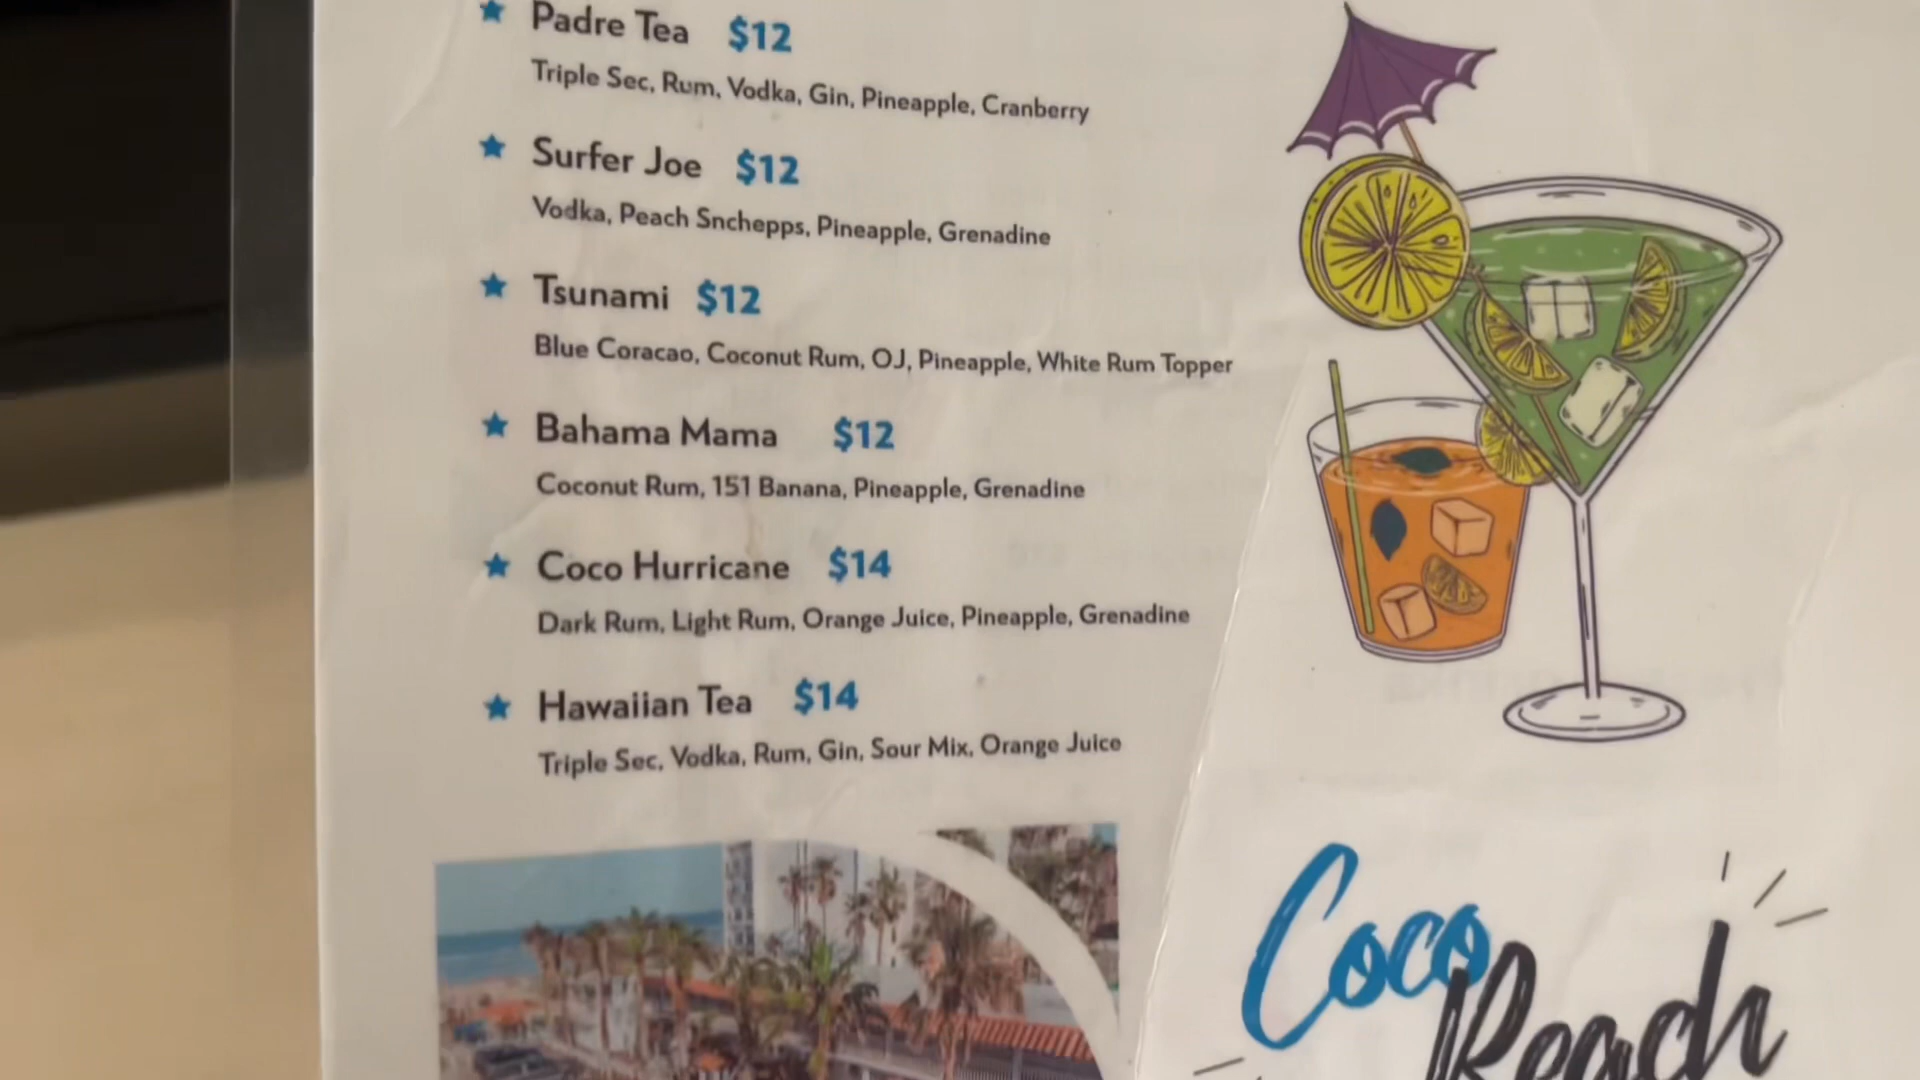 Padre Tea $12
Triple Sec, Rum, Vodka, Gin, Pineapple, Cranberry
Surfer Joe $12
Vodka, Peach Snchepps, Pineapple, Grenadine
Tsunami $12
Blue Coracao, Coconut Rum, OJ, Pineapple, White Rum Topper
Bahama Mama $12
Coconut Rum, 151 Banana, Pineapple, Grenadine
Coco Hurricane $14
Dark Rum, Light Rum, Orange Juice, Pineapple, Grenadine
Hawaiian Tea $14
Triple Sec, Vodka, Rum, Gin, Sour Mix, Orange Juice
Coco
Beach